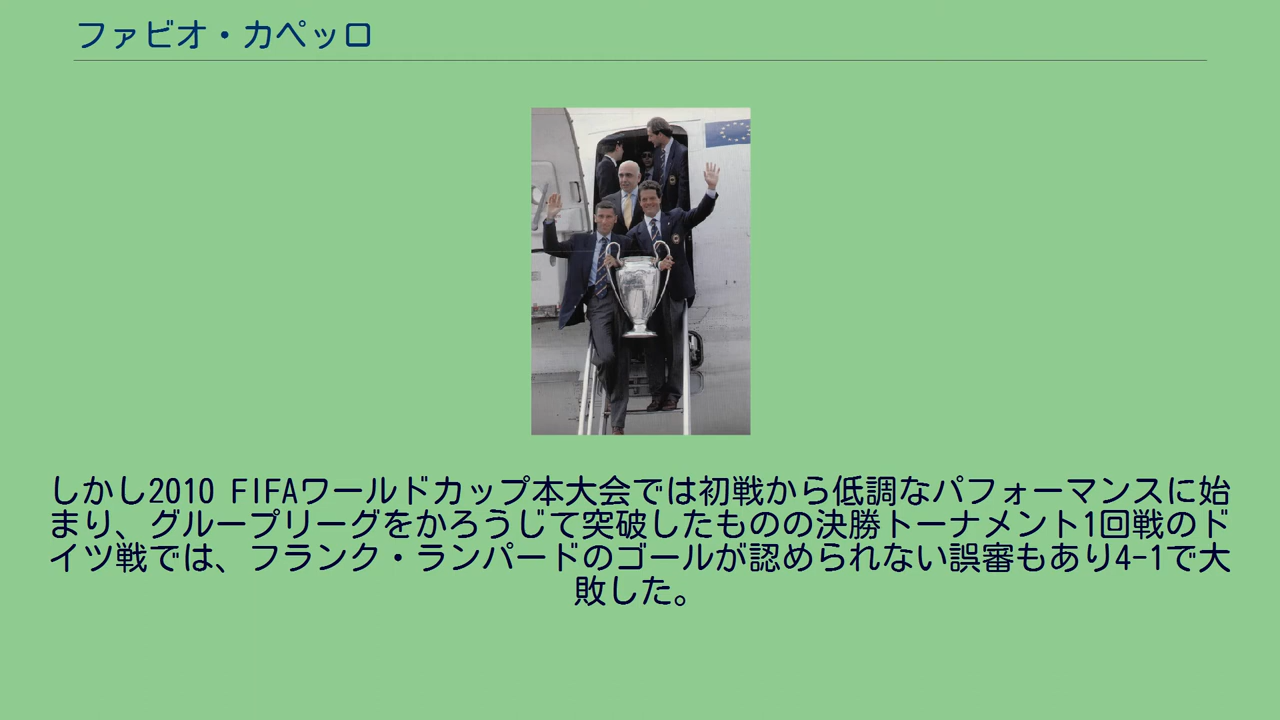 ファビオ・カペッロ
しかし2010 FIFAワールドカップ本大会では初戦から低調なパフォーマンスに始
まり、グループリーグをかろうじて突破したものの決勝トーナメント1回戦のド
イツ戦では、フランク・ランパードのゴールが認められない誤審もあり4-1で大
敗した。